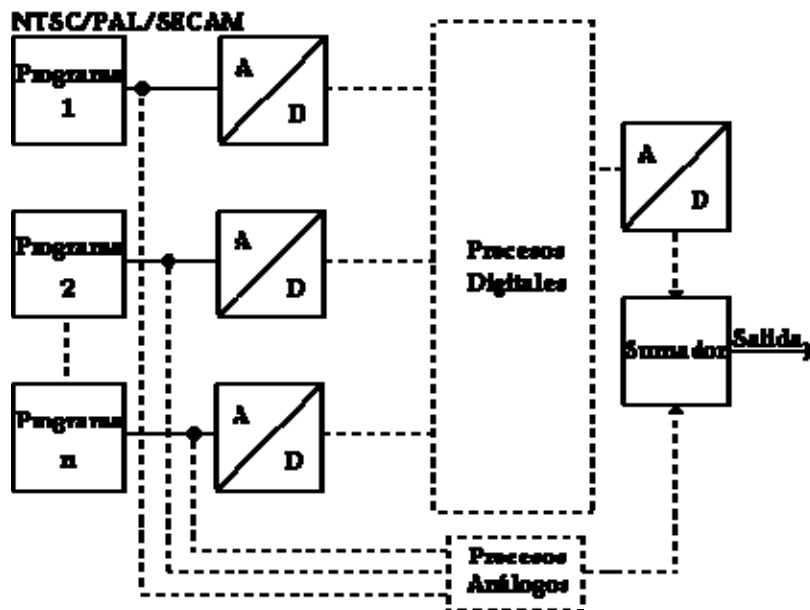 NTSC/PAL/SECAM
Programa
1
A
D
A
D
Programa
2
A
D
Procesos
Digitales
Sumador
Salida
Programa
n
A
D
Procesos
Análogos